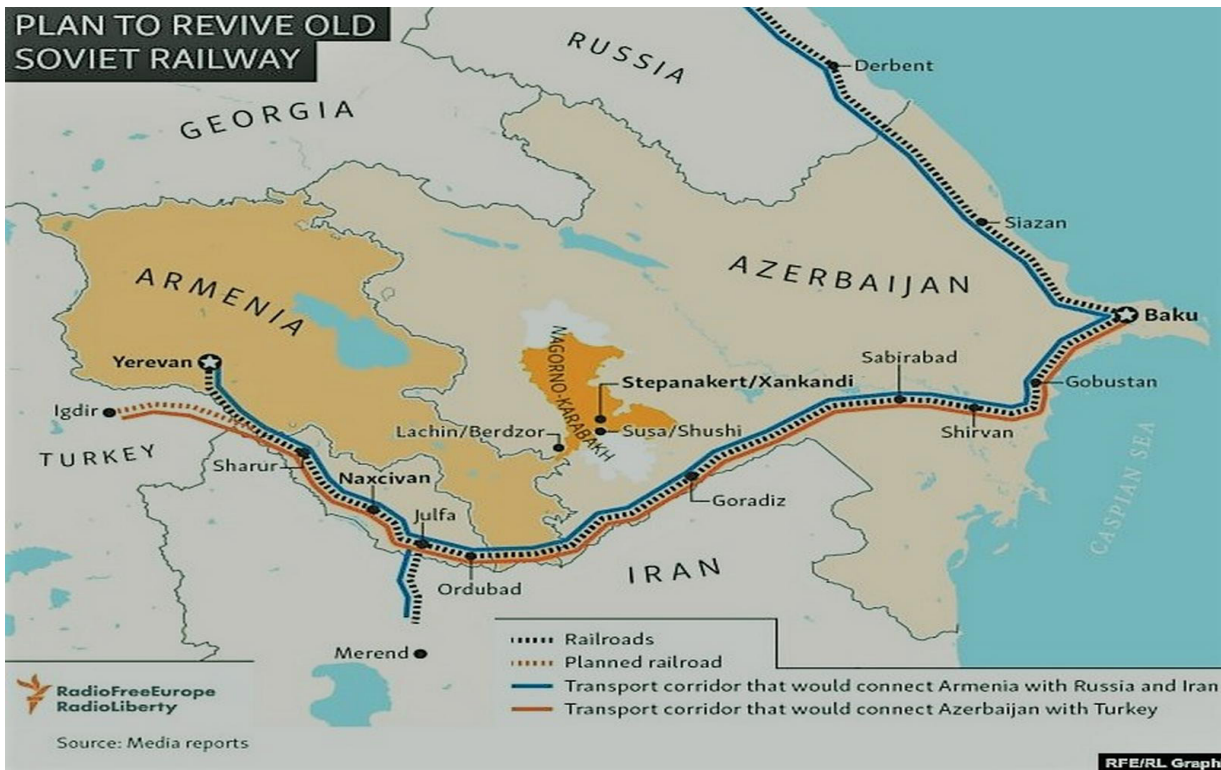 PLAN TO REVIVE OLD
SOVIET RAILWAY
RUSSIA
Derbent
GEORGIA
Siazan
AZERBAIJAN
ARMENIA
Baku
NAGORNO-KARABAKH
Yerevan
Sabirabad
Stepanakert/Xankandi
Gobustan
Igdir
Lachin/Berdzor
Susa/Shushi
Shirvan
TURKEY
Sharur
Naxcivan
Goradiz
CASPIAN SEA
Julfa
IRAN
Ordubad
Merend
Railroads
Planned railroad
Transport corridor that would connect Armenia with Russia and Iran
Transport corridor that would connect Azerbaijan with Turkey
RadioFreeEurope
RadioLiberty
Source: Media reports
RFE/RL Graph